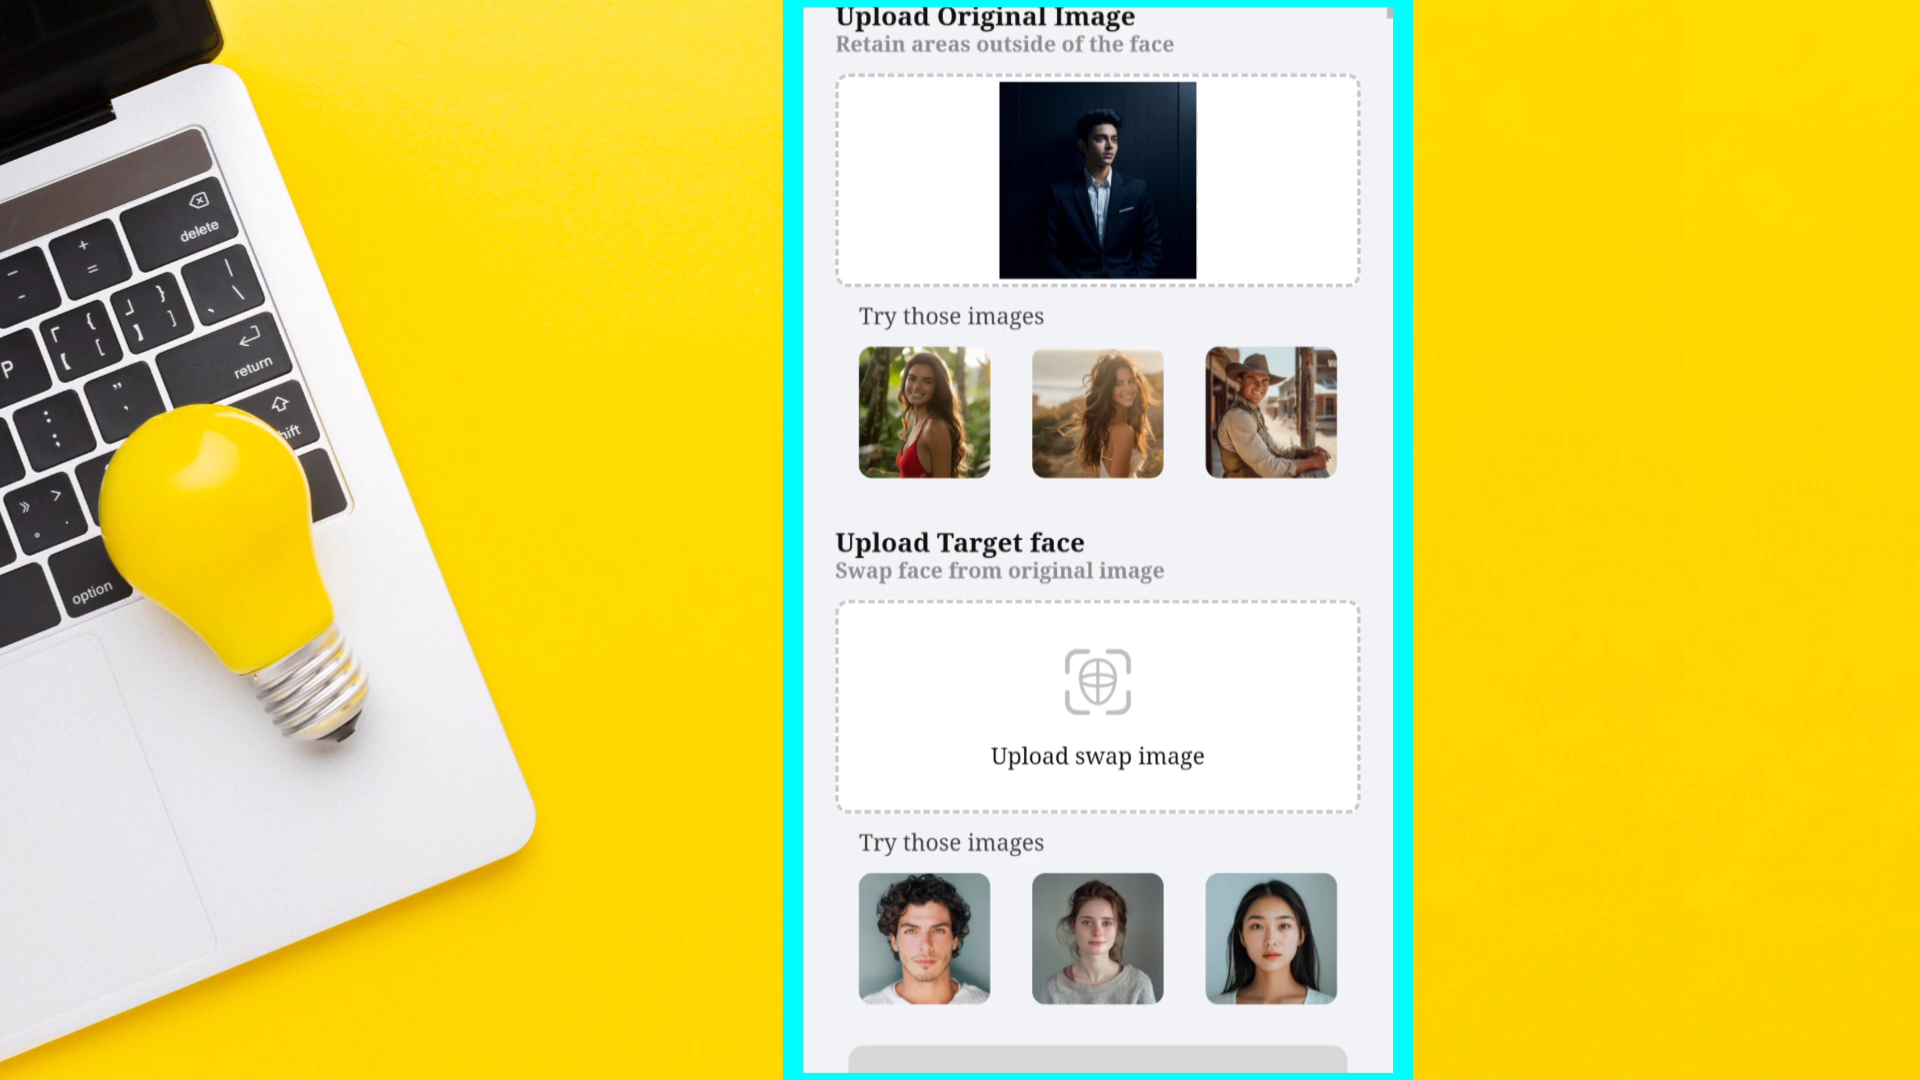 Upload Original Image
Retain areas outside of the face
Try those images
Upload Target face
Swap face from original image
Upload swap image
Try those images
delete
return
option
P
+
=